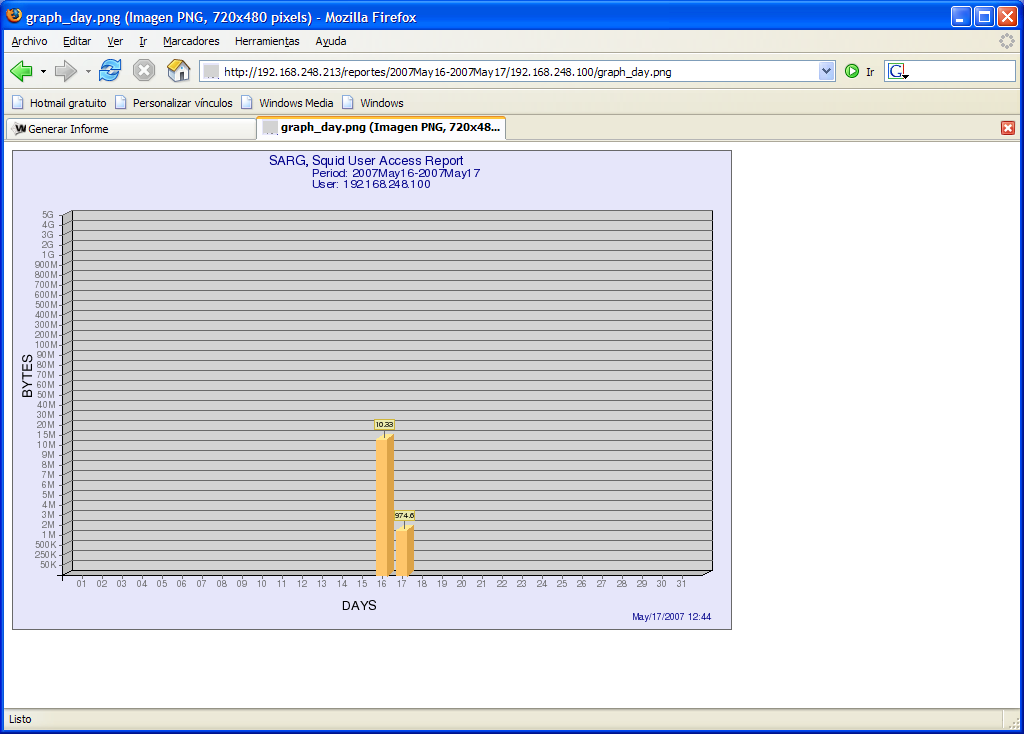 graph_day.png (Imagen PNG, 720x480 pixels) - Mozilla Firefox
Archivo Editar Ver Ir Marcadores Herramientas Ayuda
http://192.168.248.213/reportes/2007May16-2007May17/192.168.248.100/graph_day.png Ir G
Hotmail gratuito Personalizar vínculos Windows Media Windows
W Generar Informe graph_day.png (Imagen PNG, 720x48...
SARG, Squid User Access Report
Period: 2007May16-2007May17
User: 192.168.248.100
5G
4G
3G
2G
1G
900M
800M
700M
600M
500M
400M
300M
200M
100M
90M
80M
70M
60M
50M
40M
30M
20M
15M
10M
9M
8M
7M
6M
5M
4M
3M
2M
1M
500K
250K
50K
BYTES
10.33
974.6
01 02 03 04 05 06 07 08 09 10 11 12 13 14 15 16 17 18 19 20 21 22 23 24 25 26 27 28 29 30 31
DAYS
May/17/2007 12:44
Listo